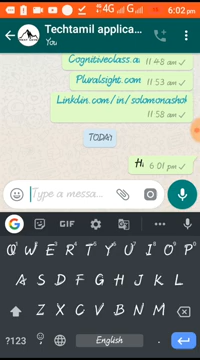 4G
6:02 pm
Techtamil applica...
You
Cognitiveclass.ai 11:48 am
Pluralsight.com 11:53 am
Linkdin.com/in/solomonashok
11:58 am
TODAY
Hi 6:01 pm
Type a messa...
G GIF
Q W E R T Y U I O P
A S D F G H J K L
Z X C V B N M
?123 English .